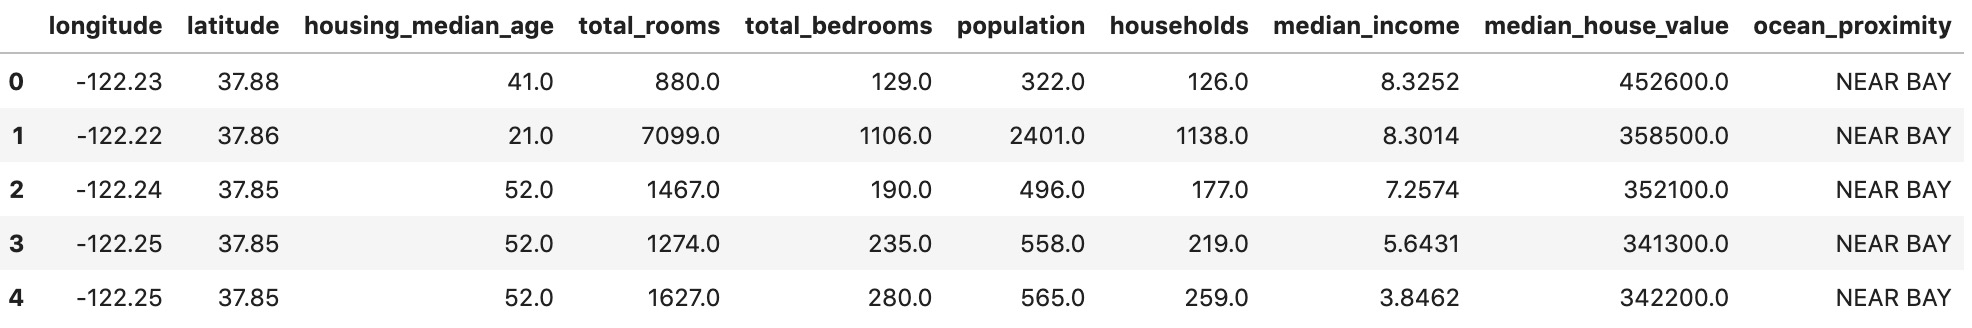 longitude latitude housing_median_age total_rooms total_bedrooms population households median_income median_house_value ocean_proximity
0 -122.23 37.88 41.0 880.0 129.0 322.0 126.0 8.3252 452600.0 NEAR BAY
1 -122.22 37.86 21.0 7099.0 1106.0 2401.0 1138.0 8.3014 358500.0 NEAR BAY
2 -122.24 37.85 52.0 1467.0 190.0 496.0 177.0 7.2574 352100.0 NEAR BAY
3 -122.25 37.85 52.0 1274.0 235.0 558.0 219.0 5.6431 341300.0 NEAR BAY
4 -122.25 37.85 52.0 1627.0 280.0 565.0 259.0 3.8462 342200.0 NEAR BAY